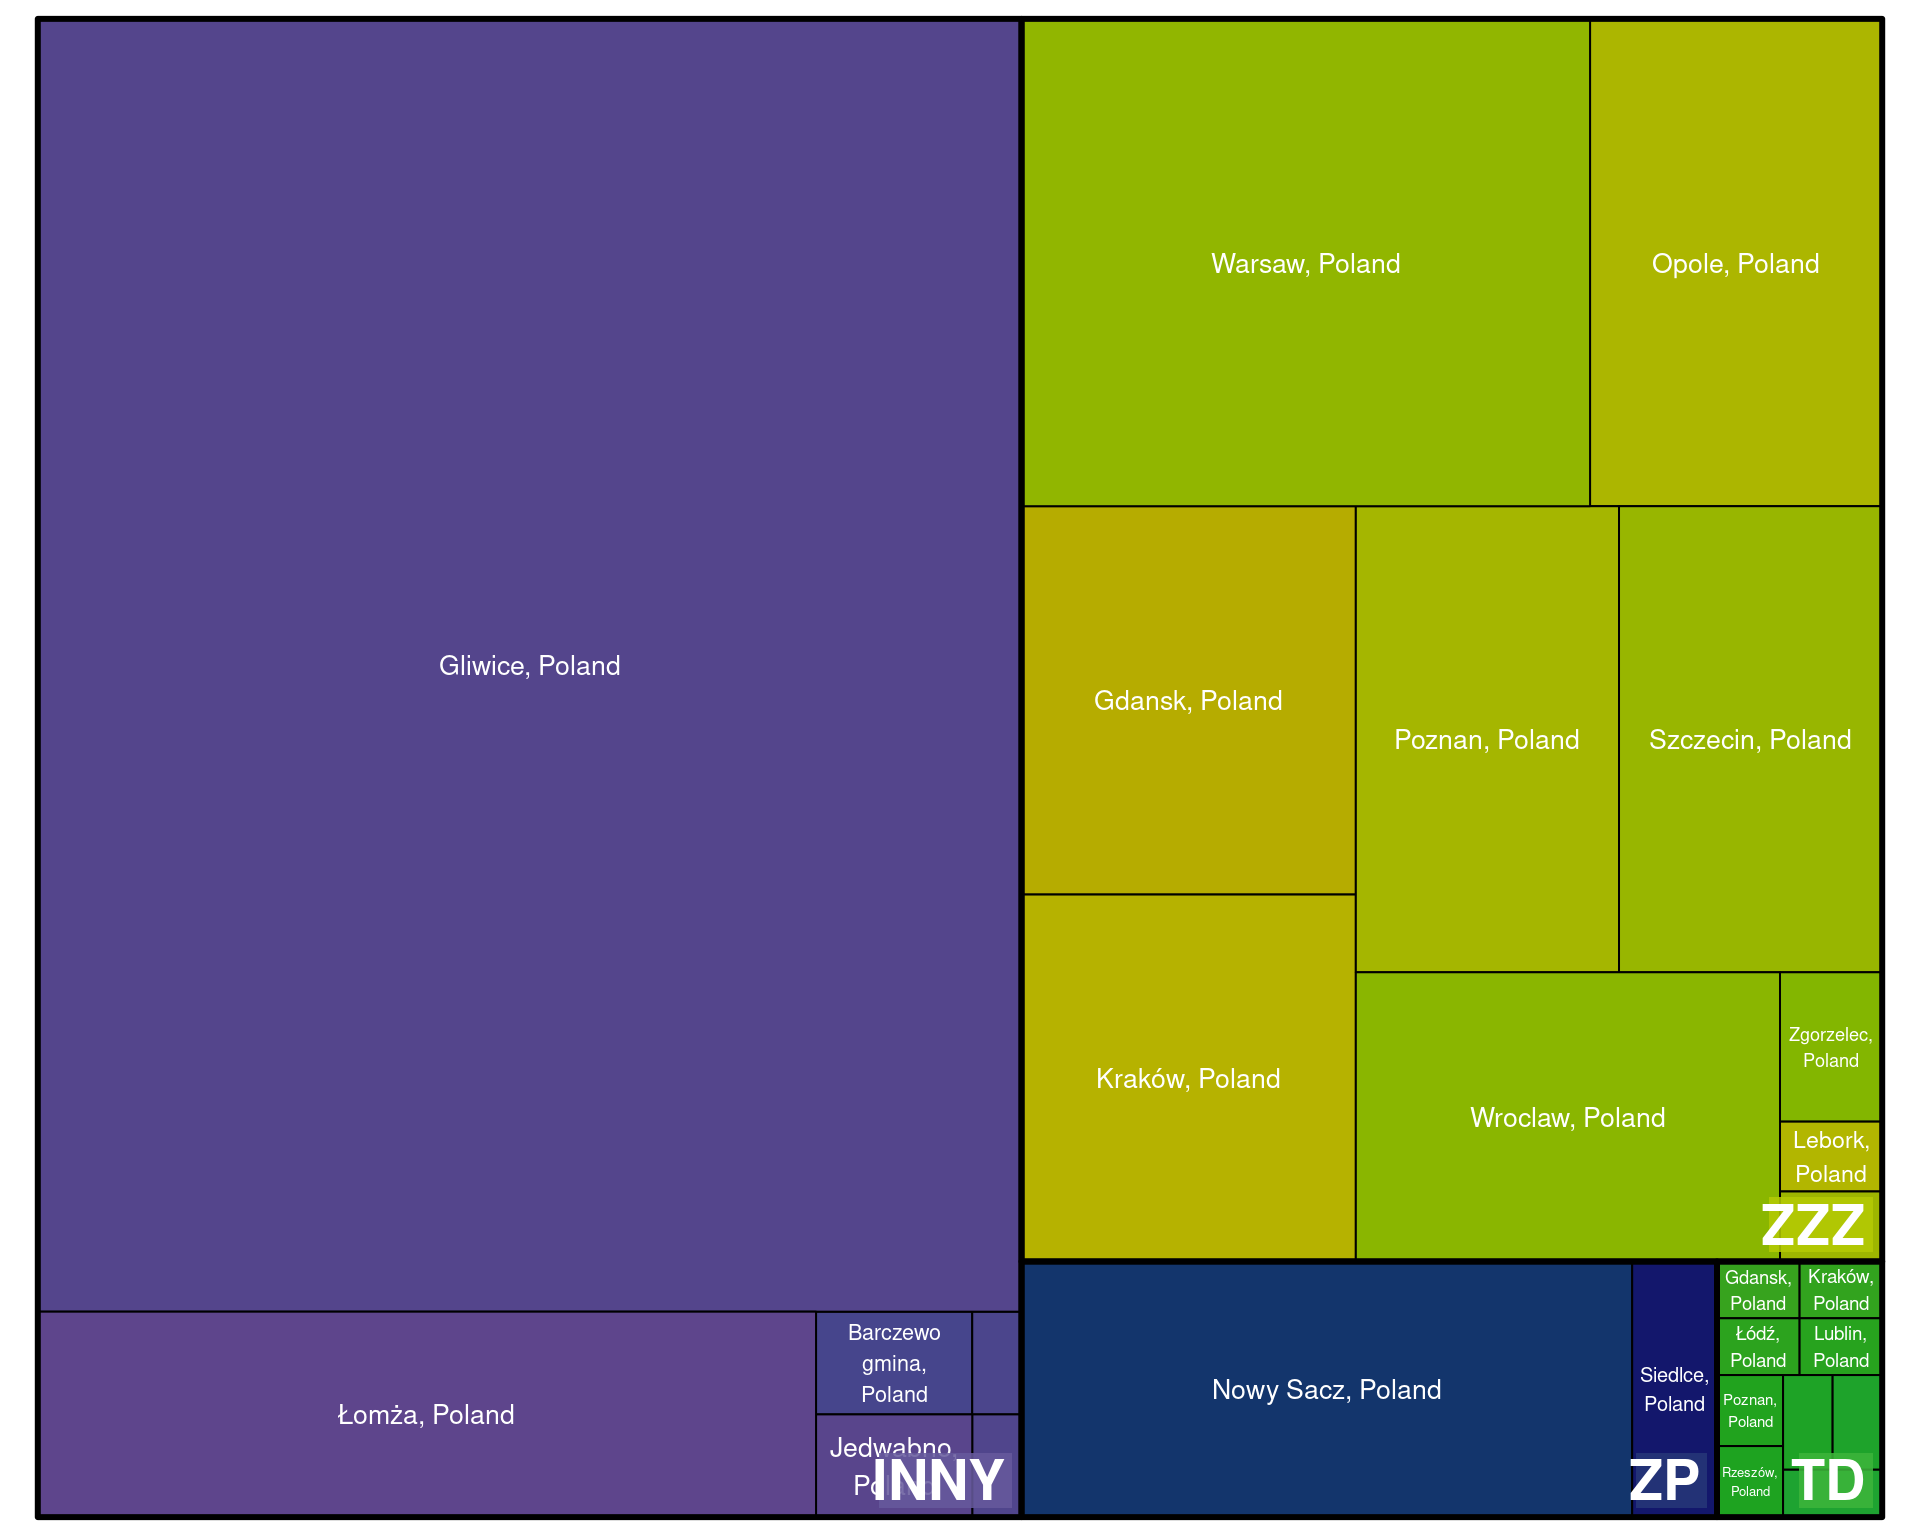 Gliwice, Poland
Łomża, Poland
Barczewo
gmina,
Poland
Jedwabno,
Poland
INNY
Warsaw, Poland
Opole, Poland
Gdansk, Poland
Poznan, Poland
Szczecin, Poland
Kraków, Poland
Wroclaw, Poland
Zgorzelec,
Poland
Lebork,
Poland
ZZZ
Nowy Sacz, Poland
Siedlce,
Poland
ZP
Gdansk,
Poland
Kraków,
Poland
Łódź,
Poland
Lublin,
Poland
Poznan,
Poland
Rzeszów,
Poland
TD